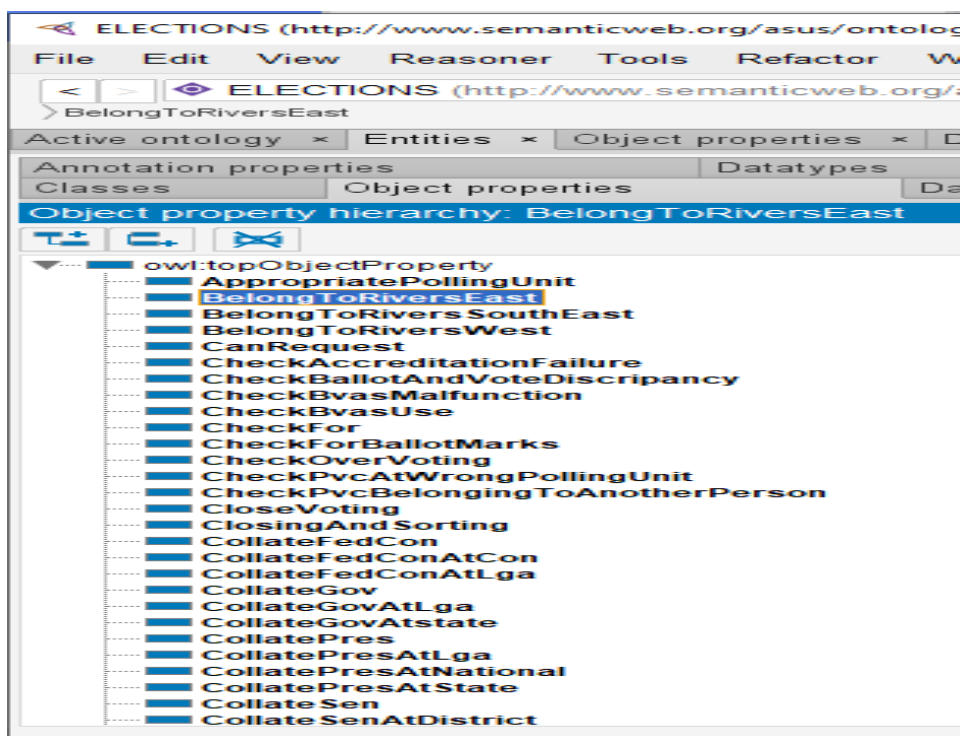 ELECTIONS (http://www.semanticweb.org/asus/ontolog
File Edit View Reasoner Tools Refactor W
< > ELECTIONS (http://www.semanticweb.org/a
BelongToRiversEast
Active ontology × Entities × Object properties × D
Annotation properties Datatypes
Classes Object properties Da
Object property hierarchy: BelongToRiversEast
owl:topObjectProperty
AppropriatePollingUnit
BelongToRiversEast
BelongToRiversSouthEast
BelongToRiversWest
CanRequest
CheckAccreditationFailure
CheckBallotAndVoteDiscripancy
CheckBvasMalfunction
CheckBvasUse
CheckFor
CheckForBallotMarks
CheckOverVoting
CheckPvcAtWrongPollingUnit
CheckPvcBelongingToAnotherPerson
CloseVoting
ClosingAndSorting
CollateFedCon
CollateFedConAtCon
CollateFedConAtLga
CollateGov
CollateGovAtLga
CollateGovAtstate
CollatePres
CollatePresAtLga
CollatePresAtNational
CollatePresAtState
CollateSen
CollateSenAtDistrict